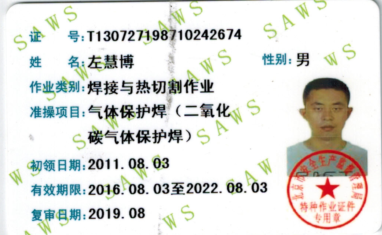 证 号:T130727198710242674
姓 名:左慧博 性别:男
作业类别:焊接与热切割作业
准操项目:气体保护焊（二氧化
碳气体保护焊）
初领日期:2011.08.03
有效期限:2016.08.03至2022.08.03
复审日期:2019.08
SAWS
SAWS
SAWS
SAWS
SAWS
特种作业证件
专用章